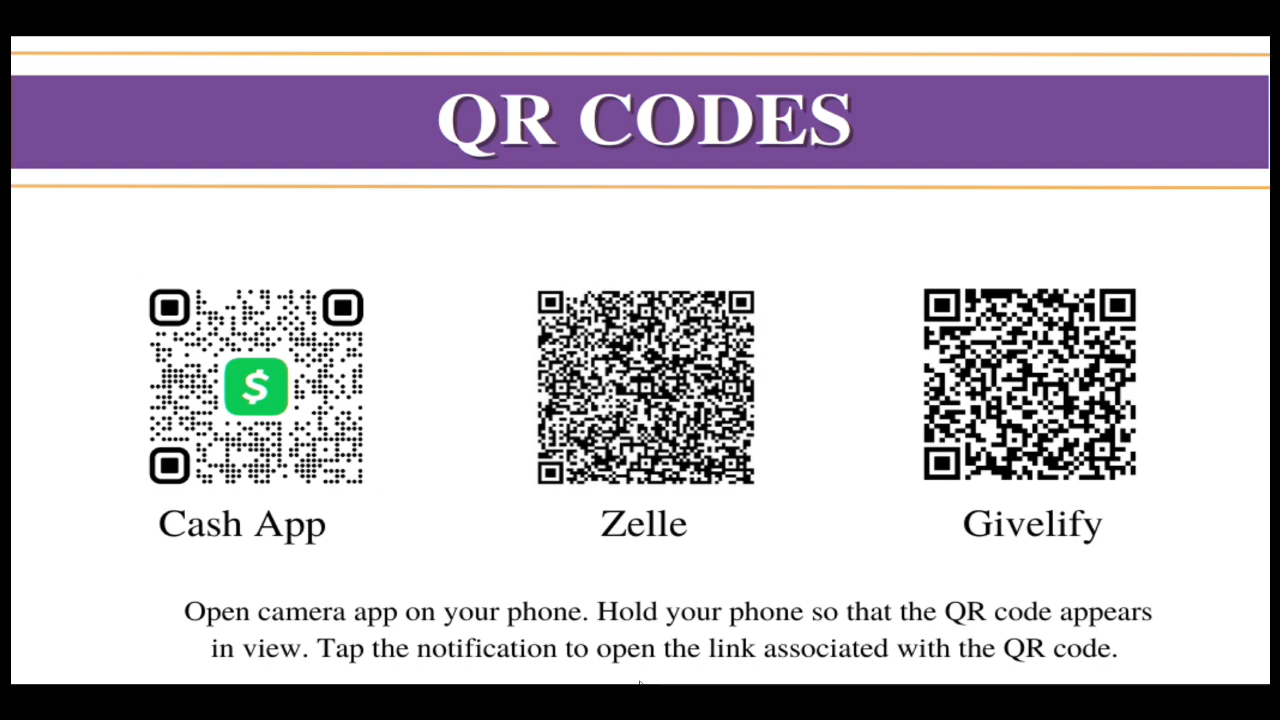 QR CODES
$
Cash App
Zelle
Givelify
Open camera app on your phone. Hold your phone so that the QR code appears
in view. Tap the notification to open the link associated with the QR code.